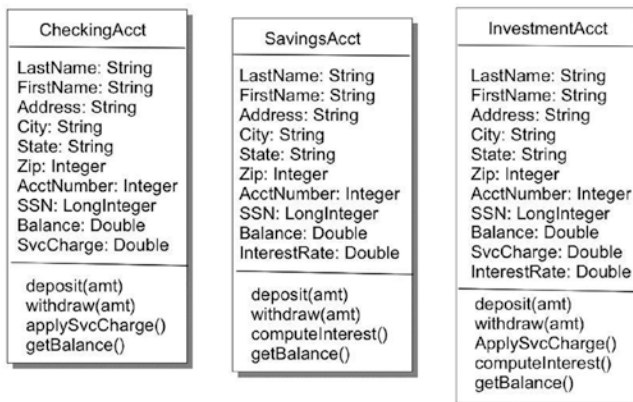 CheckingAcct
LastName: String
FirstName: String
Address: String
City: String
State: String
Zip: Integer
AcctNumber: Integer
SSN: LongInteger
Balance: Double
SvcCharge: Double
deposit(amt)
withdraw(amt)
applySvcCharge()
getBalance()
SavingsAcct
LastName: String
FirstName: String
Address: String
City: String
State: String
Zip: Integer
AcctNumber: Integer
SSN: LongInteger
Balance: Double
InterestRate: Double
deposit(amt)
withdraw(amt)
computeInterest()
getBalance()
InvestmentAcct
LastName: String
FirstName: String
Address: String
City: String
State: String
Zip: Integer
AcctNumber: Integer
SSN: LongInteger
Balance: Double
SvcCharge: Double
InterestRate: Double
deposit(amt)
withdraw(amt)
ApplySvcCharge()
computeInterest()
getBalance()